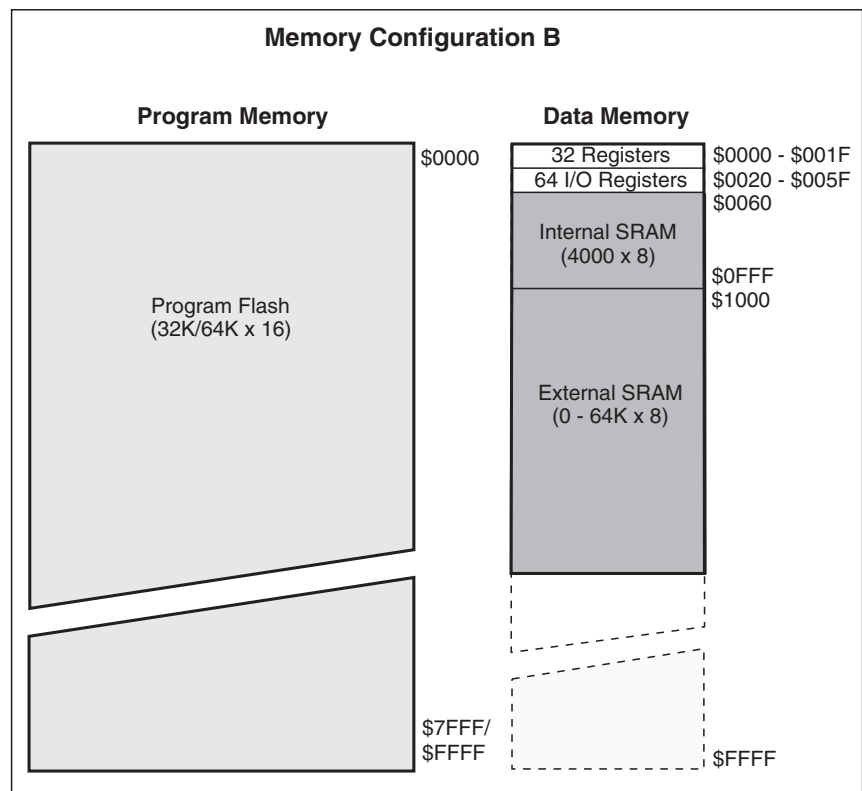 Memory Configuration B
Program Memory
Data Memory
$0000
Program Flash
(32K/64K x 16)
$7FFF/
$FFFF
32 Registers
$0000 - $001F
64 I/O Registers
$0020 - $005F
$0060
Internal SRAM
(4000 x 8)
$0FFF
$1000
External SRAM
(0 - 64K x 8)
$FFFF